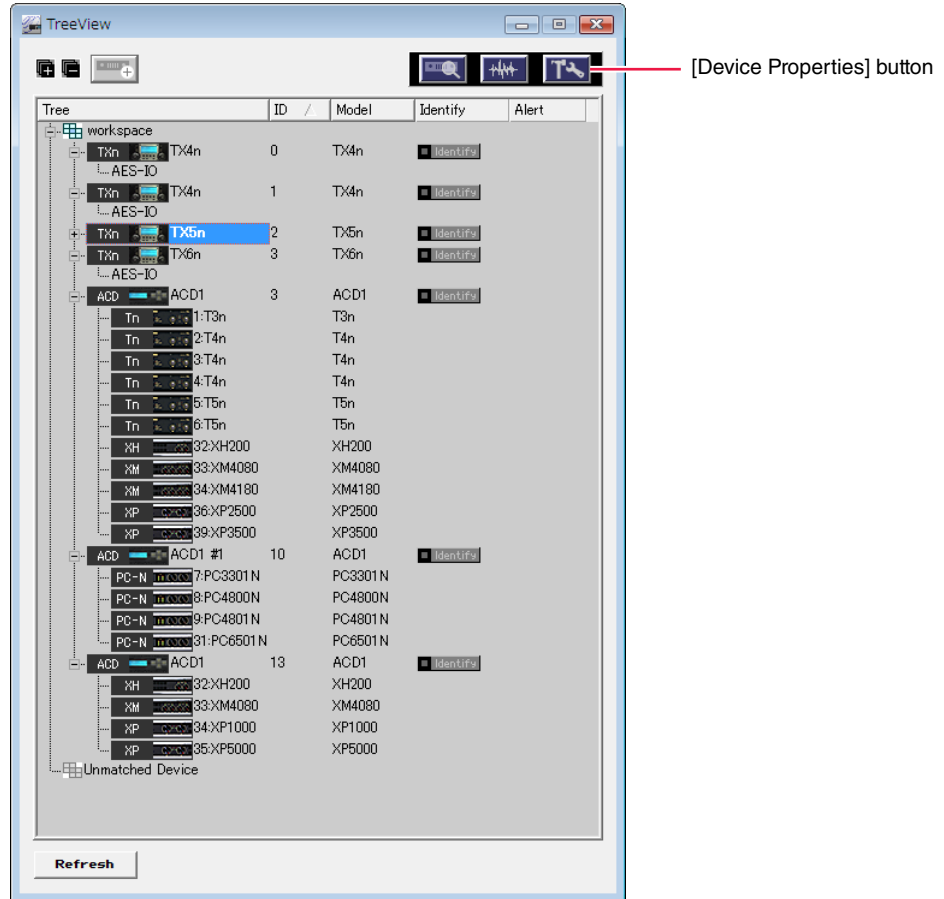 TreeView
[Device Properties] button
Tree ID Model Identify Alert
workspace
TXn TX4n 0 TX4n Identify
AES-IO
TXn TX4n 1 TX4n Identify
AES-IO
TXn TX5n 2 TX5n Identify
TXn TX6n 3 TX6n Identify
AES-IO
ACD ACD1 3 ACD1 Identify
Tn 1:T3n T3n
Tn 2:T4n T4n
Tn 3:T4n T4n
Tn 4:T4n T4n
Tn 5:T5n T5n
Tn 6:T5n T5n
XH 32:XH200 XH200
XM 33:XM4080 XM4080
XM 34:XM4180 XM4180
XP 36:XP2500 XP2500
XP 39:XP3500 XP3500
ACD ACD1 #1 10 ACD1 Identify
PC-N 7:PC3301N PC3301N
PC-N 8:PC4800N PC4800N
PC-N 9:PC4801N PC4801N
PC-N 31:PC6501N PC6501N
ACD ACD1 13 ACD1 Identify
XH 32:XH200 XH200
XM 33:XM4080 XM4080
XP 34:XP1000 XP1000
XP 35:XP5000 XP5000
Unmatched Device
Refresh